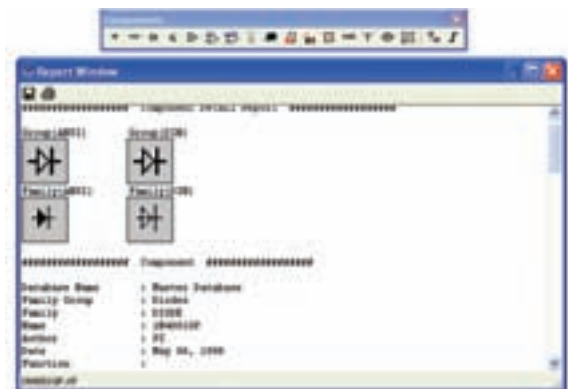 Components
Report Window
################### Component Detail Report ###################
Group(ANSI) Group(DIN)
Family(ANSI) Family(DIN)
################### Component ###################
Database Name : Master Database
Family Group : Diodes
Family : DIODE
Name :
Author :
Date : May 06, 1998
Function :